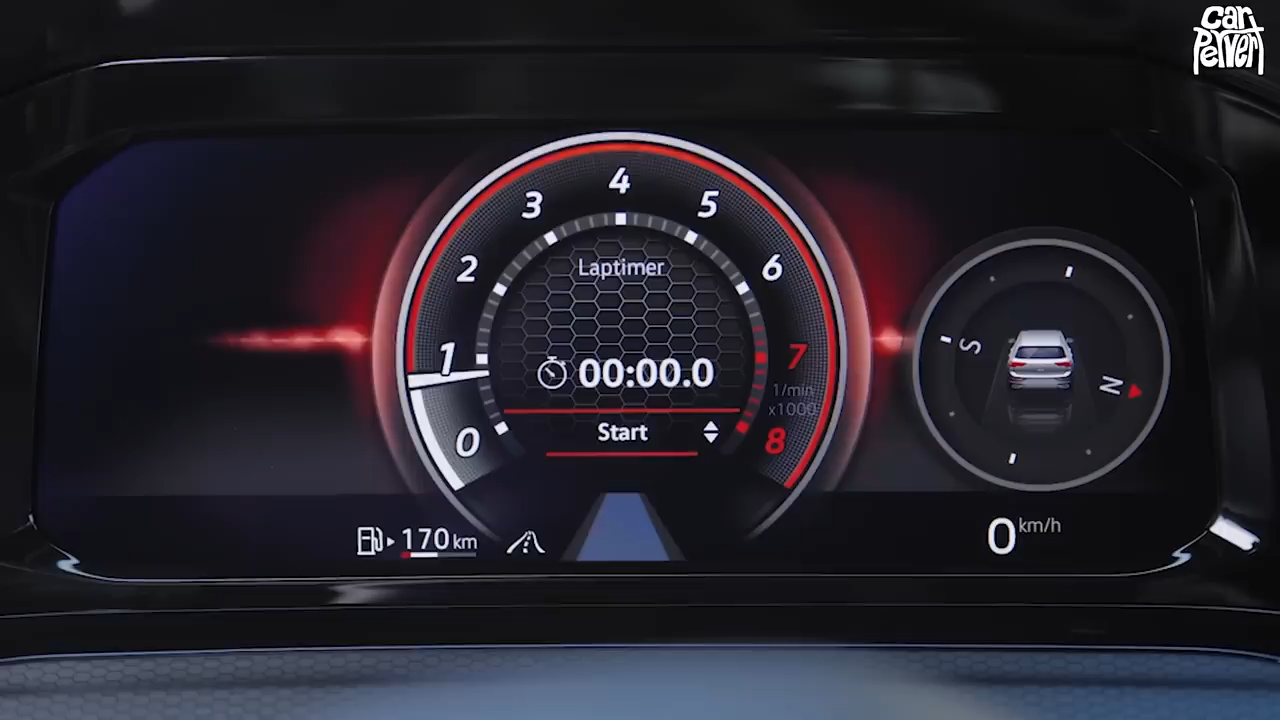 Car
Pervert
4
3
5
2
6
Laptimer
1
7
00:00.0
1/min
x1000
0
Start
8
S
N
170 km
0 km/h